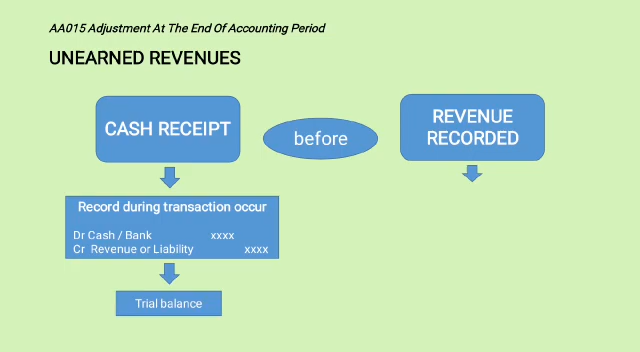 AA015 Adjustment At The End Of Accounting Period
UNEARNED REVENUES
CASH RECEIPT
before
REVENUE
RECORDED
Record during transaction occur
Dr Cash / Bank xxxx
Cr Revenue or Liability xxxx
Trial balance